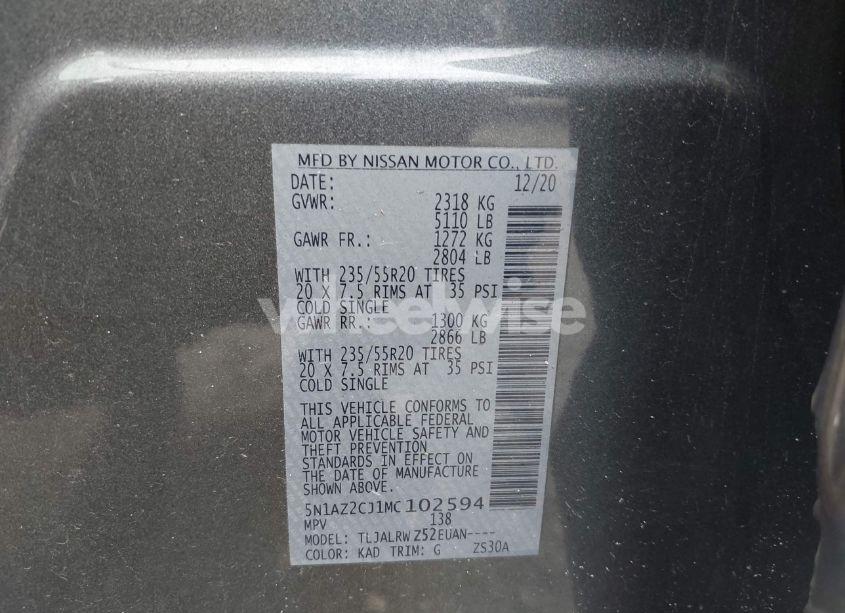 MFD BY NISSAN MOTOR CO., LTD.
DATE: 12/20
GVWR: 2318 KG
5110 LB
GAWR FR.: 1272 KG
2804 LB
WITH 235/55R20 TIRES
20 X 7.5 RIMS AT 35 PSI
COLD SINGLE
GAWR RR.: 1300 KG
2866 LB
WITH 235/55R20 TIRES
20 X 7.5 RIMS AT 35 PSI
COLD SINGLE
THIS VEHICLE CONFORMS TO
ALL APPLICABLE FEDERAL
MOTOR VEHICLE SAFETY AND
THEFT PREVENTION
STANDARDS IN EFFECT ON
THE DATE OF MANUFACTURE
SHOWN ABOVE.
5N1AZ2CJ1MC102594
MPV 138
MODEL: TLJALRW Z52EUAN----
COLOR: KAD TRIM: G ZS30A
wheelwise